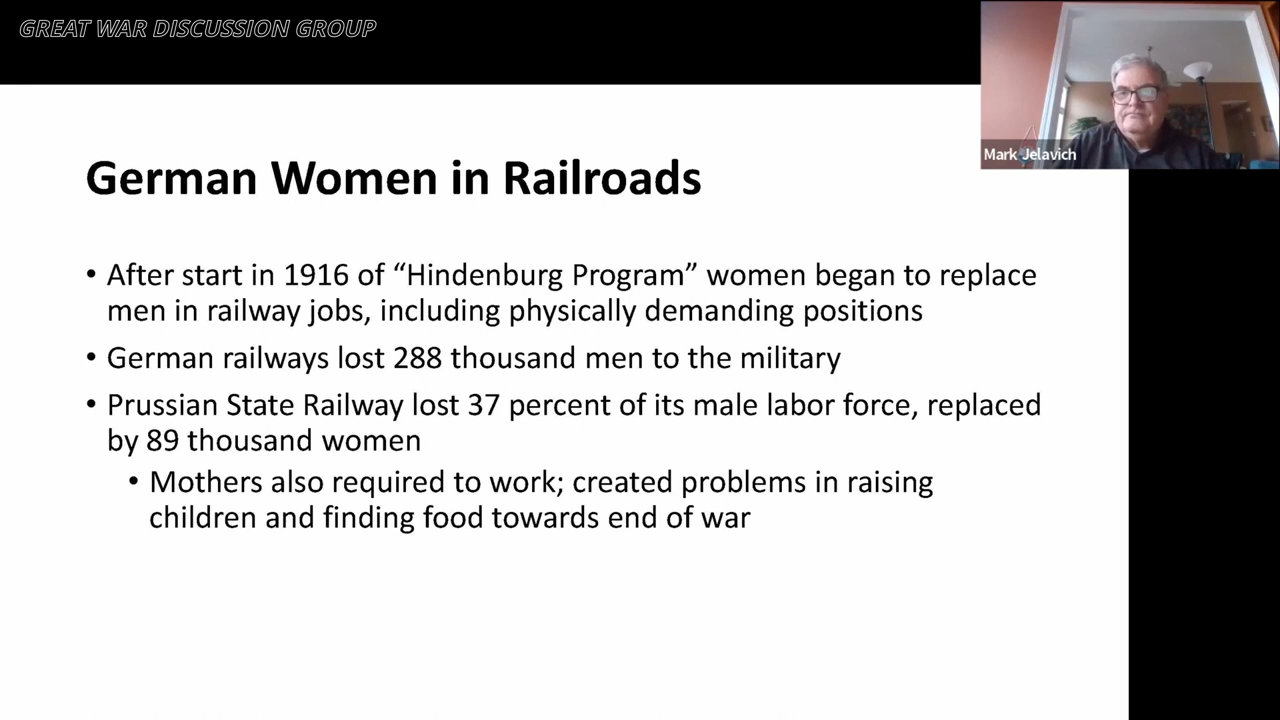 GREAT WAR DISCUSSION GROUP
Mark Jelavich
German Women in Railroads
• After start in 1916 of “Hindenburg Program” women began to replace
men in railway jobs, including physically demanding positions
• German railways lost 288 thousand men to the military
• Prussian State Railway lost 37 percent of its male labor force, replaced
by 89 thousand women
• Mothers also required to work; created problems in raising
children and finding food towards end of war